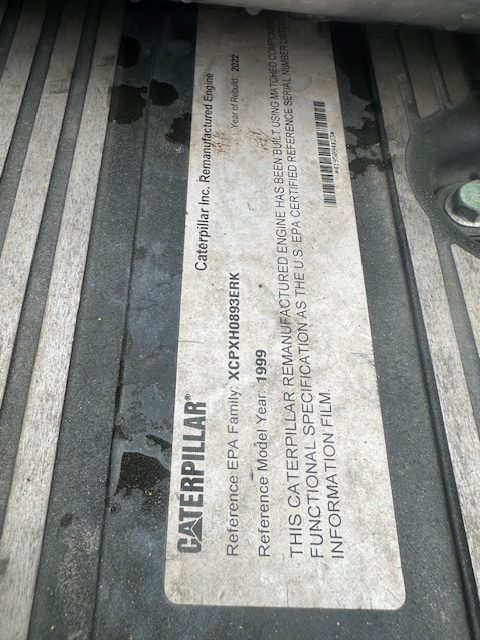 CATERPILLAR®
Caterpillar Inc. Remanufactured Engine
Reference EPA Family: XCPXH0893ERK
Year of Rebuild: 2022
Reference Model Year: 1999
THIS CATERPILLAR REMANUFACTURED ENGINE HAS BEEN BUILT USING MATCHED
FUNCTIONAL SPECIFICATION AS THE U.S. EPA CERTIFIED REFERENCE SERIAL NUMBER LISTED
INFORMATION FILM.